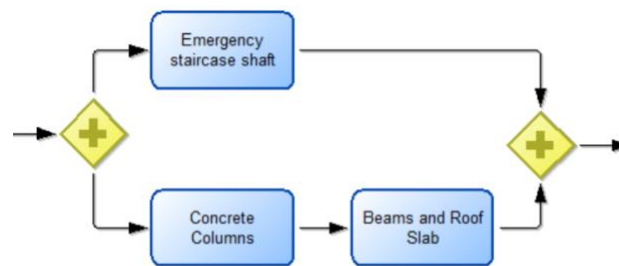 Emergency
staircase shaft
Concrete
Columns
Beams and Roof
Slab